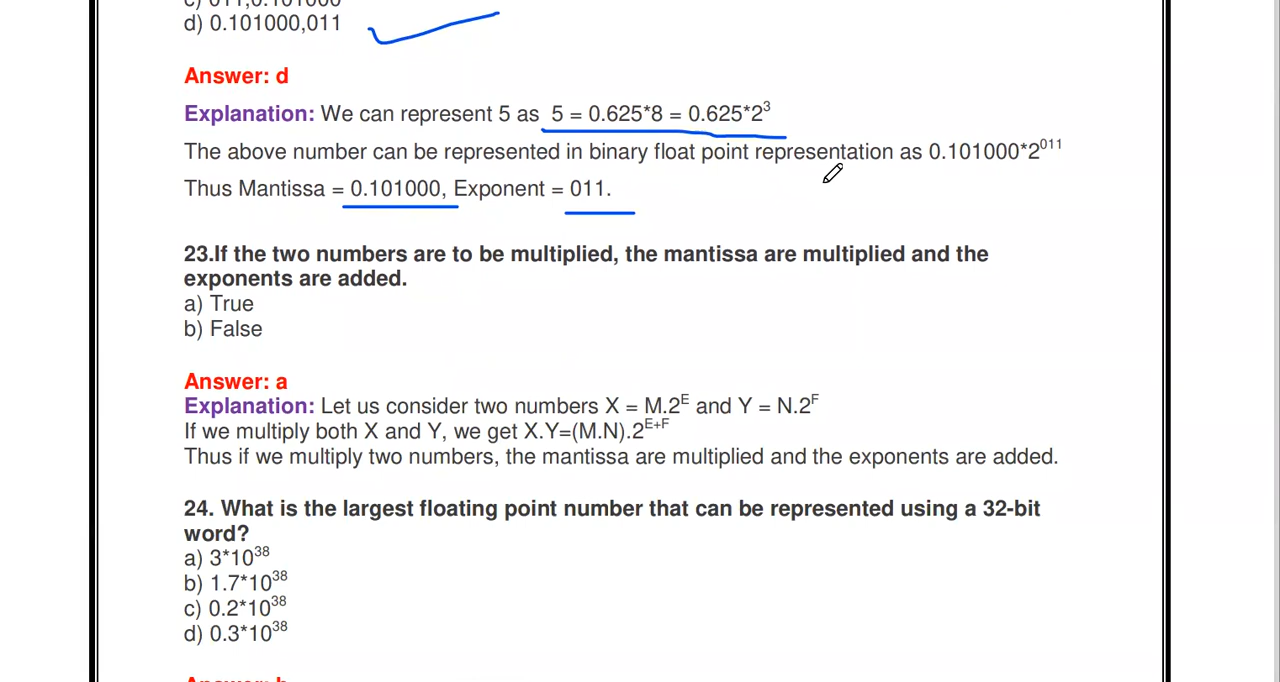 c) 011,0.101000
d) 0.101000,011
Answer: d
Explanation: We can represent 5 as 5 = 0.625*8 = 0.625*2³
The above number can be represented in binary float point representation as 0.101000*2⁰¹¹
Thus Mantissa = 0.101000, Exponent = 011.
23.If the two numbers are to be multiplied, the mantissa are multiplied and the
exponents are added.
a) True
b) False
Answer: a
Explanation: Let us consider two numbers X = M.2ᴱ and Y = N.2F
If we multiply both X and Y, we get X.Y=(M.N).2E+F
Thus if we multiply two numbers, the mantissa are multiplied and the exponents are added.
24. What is the largest floating point number that can be represented using a 32-bit
word?
a) 3*10³⁸
b) 1.7*10³⁸
c) 0.2*10³⁸
d) 0.3*10³⁸
Answer: b